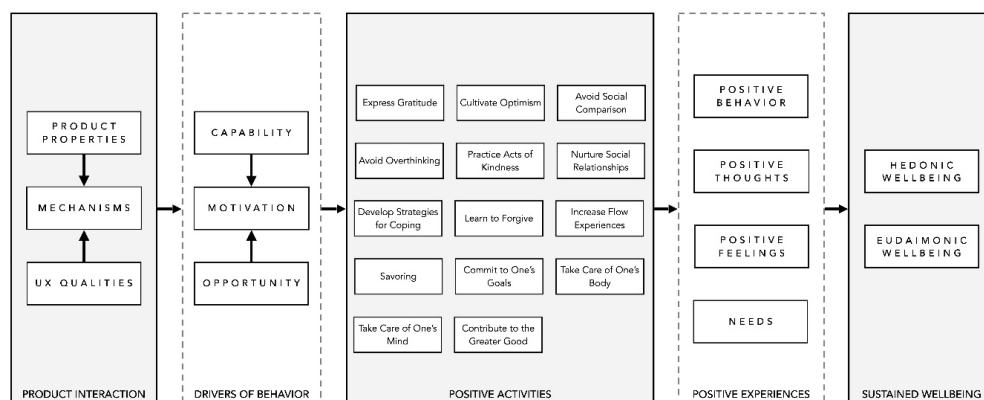 PRODUCT
PROPERTIES
MECHANISMS
UX QUALITIES
PRODUCT INTERACTION
CAPABILITY
MOTIVATION
OPPORTUNITY
DRIVERS OF BEHAVIOR
Express Gratitude
Cultivate Optimism
Avoid Social
Comparison
Avoid Overthinking
Practice Acts of
Kindness
Nurture Social
Relationships
Develop Strategies
for Coping
Learn to Forgive
Increase Flow
Experiences
Savoring
Commit to One's
Goals
Take Care of One's
Body
Take Care of One's
Mind
Contribute to the
Greater Good
POSITIVE ACTIVITIES
POSITIVE
BEHAVIOR
POSITIVE
THOUGHTS
POSITIVE
FEELINGS
NEEDS
POSITIVE EXPERIENCES
HEDONIC
WELLBEING
EUDAIMONIC
WELLBEING
SUSTAINED WELLBEING